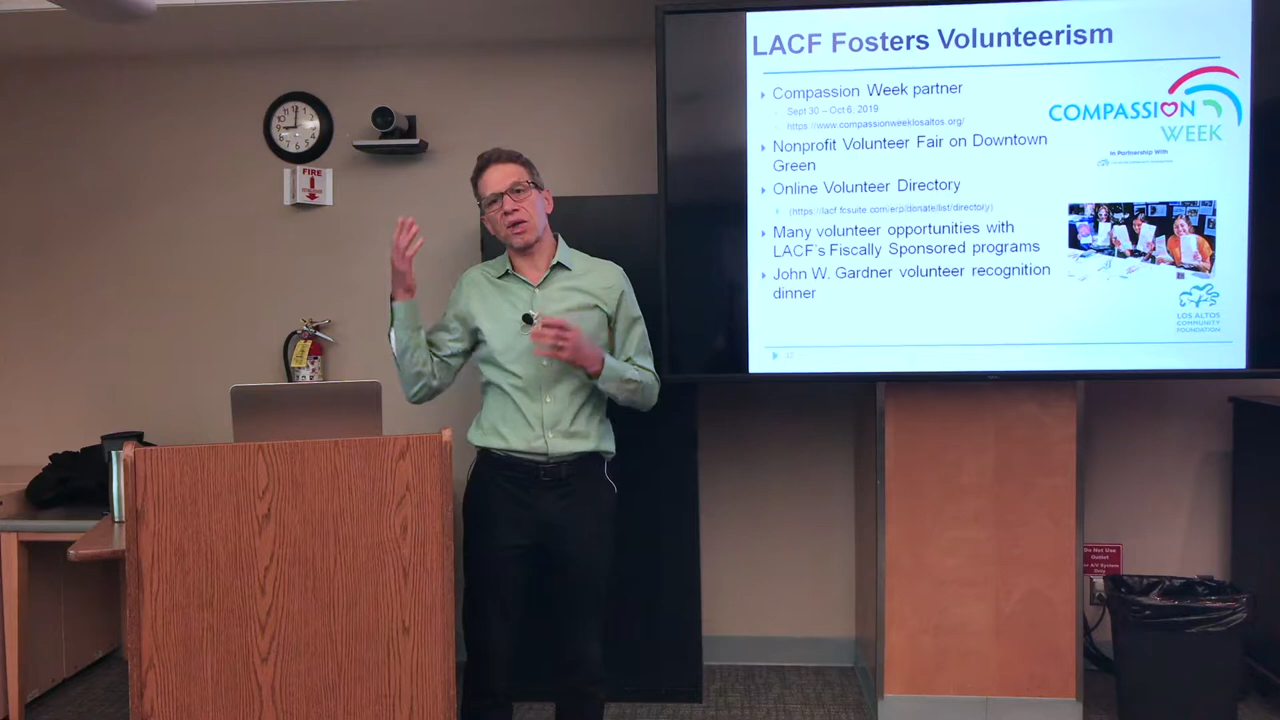 LACF Fosters Volunteerism
Compassion Week partner
Sept 30 – Oct 6, 2019
https://www.compassionweeklosaltos.org/
Nonprofit Volunteer Fair on Downtown
Green
Online Volunteer Directory
(https://lacf.fcsuite.com/erp/donate/list/directory)
Many volunteer opportunities with
LACF's Fiscally Sponsored programs
John W. Gardner volunteer recognition
dinner
12
COMPASSION
WEEK
In Partnership With
LOS ALTOS
COMMUNITY
FOUNDATION
FIRE
Do Not Use
Outlet
A/V System
Only